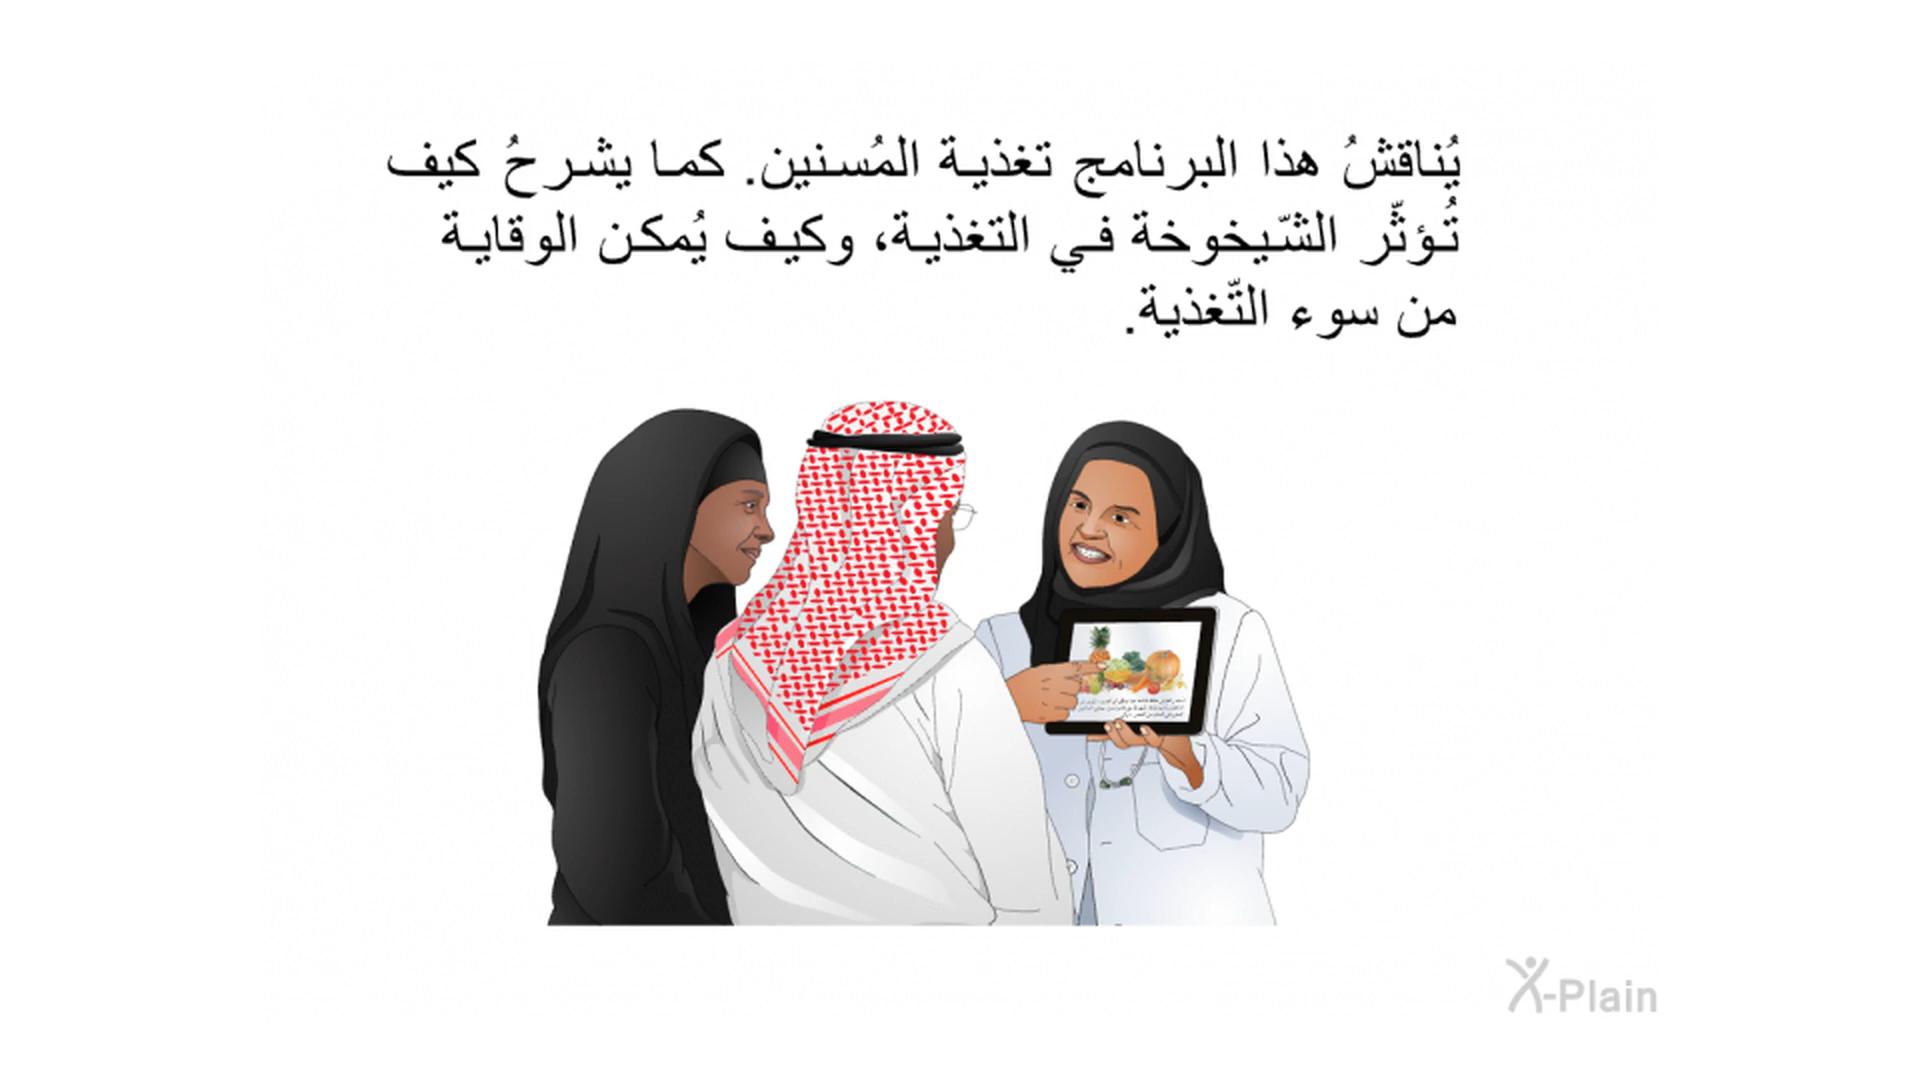 يُناقشُ هذا البرنامج تغذية المُسنين. كما يشرحُ كيف
تُؤثّر الشّيخوخة في التغذية، وكيف يُمكن الوقاية
من سوء التّغذية.
X-Plain